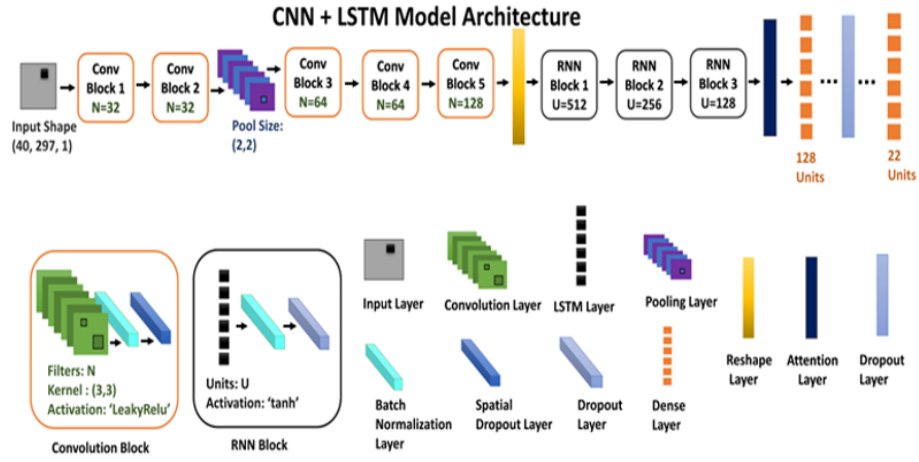 CNN + LSTM Model Architecture
Conv
Block 1
N=32
Conv
Block 2
N=32
Conv
Block 3
N=64
Conv
Block 4
N=64
Conv
Block 5
N=128
RNN
Block 1
U=512
RNN
Block 2
U=256
RNN
Block 3
U=128
Input Shape
(40, 297, 1)
Pool Size:
(2,2)
128
Units
22
Units
Filters: N
Kernel : (3,3)
Activation: 'LeakyRelu'
Convolution Block
Units: U
Activation: 'tanh'
RNN Block
Input Layer
Convolution Layer
LSTM Layer
Pooling Layer
Batch
Normalization
Layer
Spatial
Dropout Layer
Dropout
Layer
Dense
Layer
Reshape
Layer
Attention
Layer
Dropout
Layer